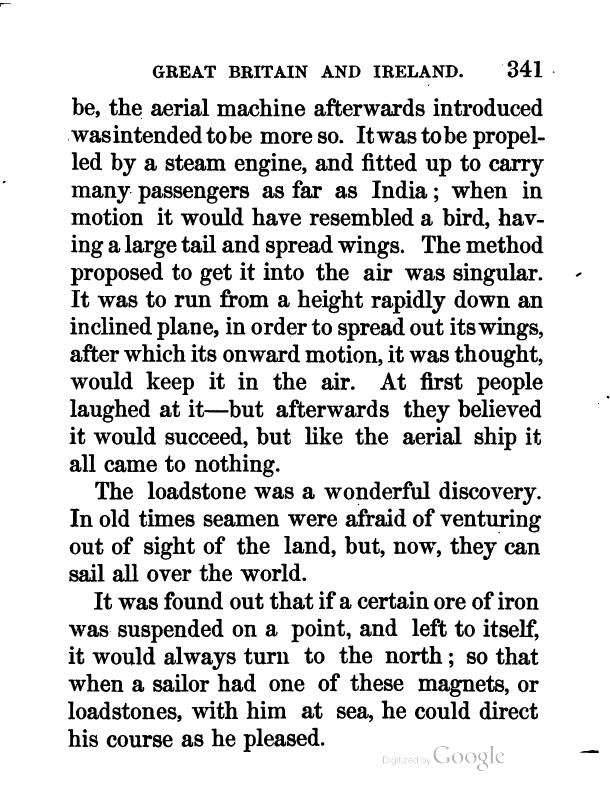 GREAT BRITAIN AND IRELAND. 341
be, the aerial machine afterwards introduced
was intended to be more so. It was to be propel-
led by a steam engine, and fitted up to carry
many passengers as far as India; when in
motion it would have resembled a bird, hav-
ing a large tail and spread wings. The method
proposed to get it into the air was singular.
It was to run from a height rapidly down an
inclined plane, in order to spread out its wings,
after which its onward motion, it was thought,
would keep it in the air. At first people
laughed at it—but afterwards they believed
it would succeed, but like the aerial ship it
all came to nothing.
The loadstone was a wonderful discovery.
In old times seamen were afraid of venturing
out of sight of the land, but, now, they can
sail all over the world.
It was found out that if a certain ore of iron
was suspended on a point, and left to itself,
it would always turn to the north; so that
when a sailor had one of these magnets, or
loadstones, with him at sea, he could direct
his course as he pleased.
Digitized by Google